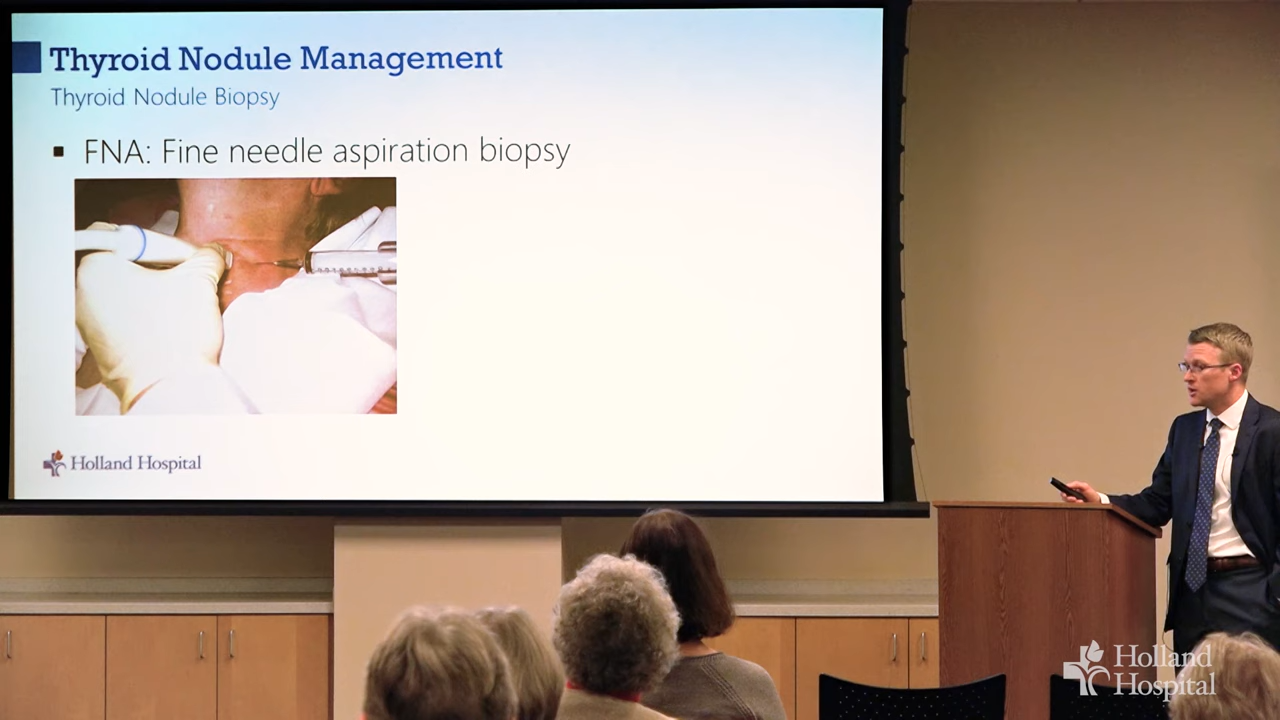 Thyroid Nodule Management
Thyroid Nodule Biopsy
▪ FNA: Fine needle aspiration biopsy
Holland Hospital
Holland
Hospital